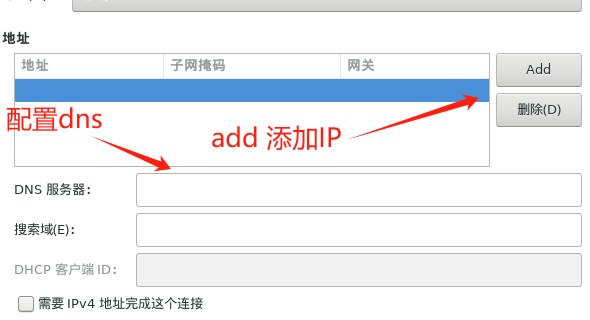 地址
地址 子网掩码 网关
Add
删除(D)
配置dns
add 添加IP
DNS 服务器：
搜索域(E):
DHCP 客户端 ID：
需要 IPv4 地址完成这个连接